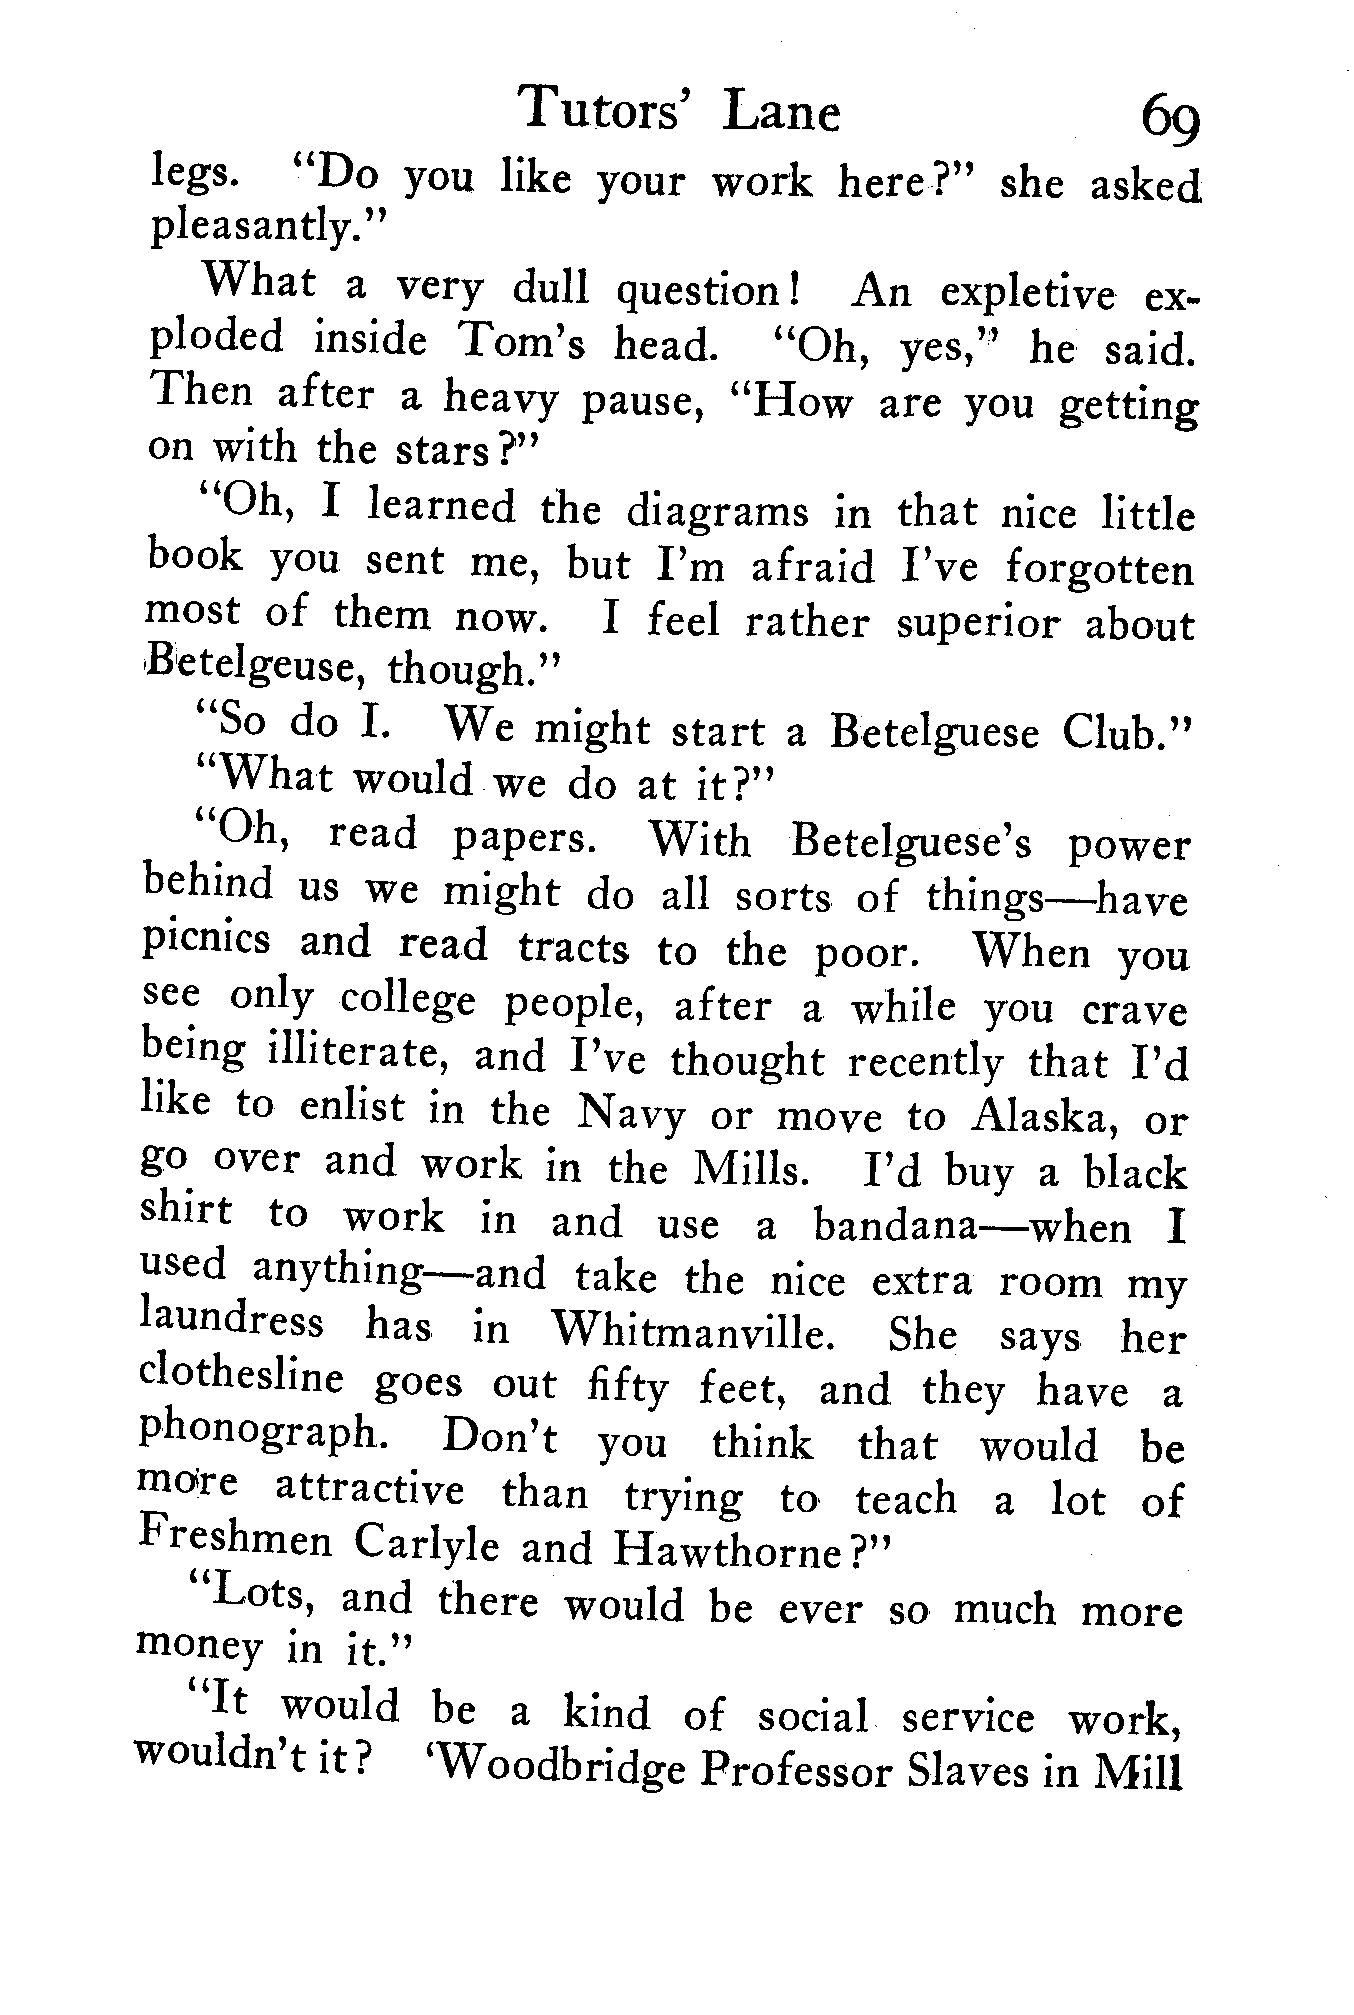 Tutors' Lane 69
legs. "Do you like your work here?" she asked
pleasantly."
What a very dull question! An expletive ex-
ploded inside Tom's head. "Oh, yes," he said.
Then after a heavy pause, "How are you getting
on with the stars?"
"Oh, I learned the diagrams in that nice little
book you sent me, but I'm afraid I've forgotten
most of them now. I feel rather superior about
Betelgeuse, though."
"So do I. We might start a Betelguese Club."
"What would we do at it?"
"Oh, read papers. With Betelguese's power
behind us we might do all sorts of things—have
picnics and read tracts to the poor. When you
see only college people, after a while you crave
being illiterate, and I've thought recently that I'd
like to enlist in the Navy or move to Alaska, or
go over and work in the Mills. I'd buy a black
shirt to work in and use a bandana—when I
used anything—and take the nice extra room my
laundress has in Whitmanville. She says her
clothesline goes out fifty feet, and they have a
phonograph. Don't you think that would be
more attractive than trying to teach a lot of
Freshmen Carlyle and Hawthorne?"
"Lots, and there would be ever so much more
money in it."
"It would be a kind of social service work,
wouldn't it? 'Woodbridge Professor Slaves in Mill